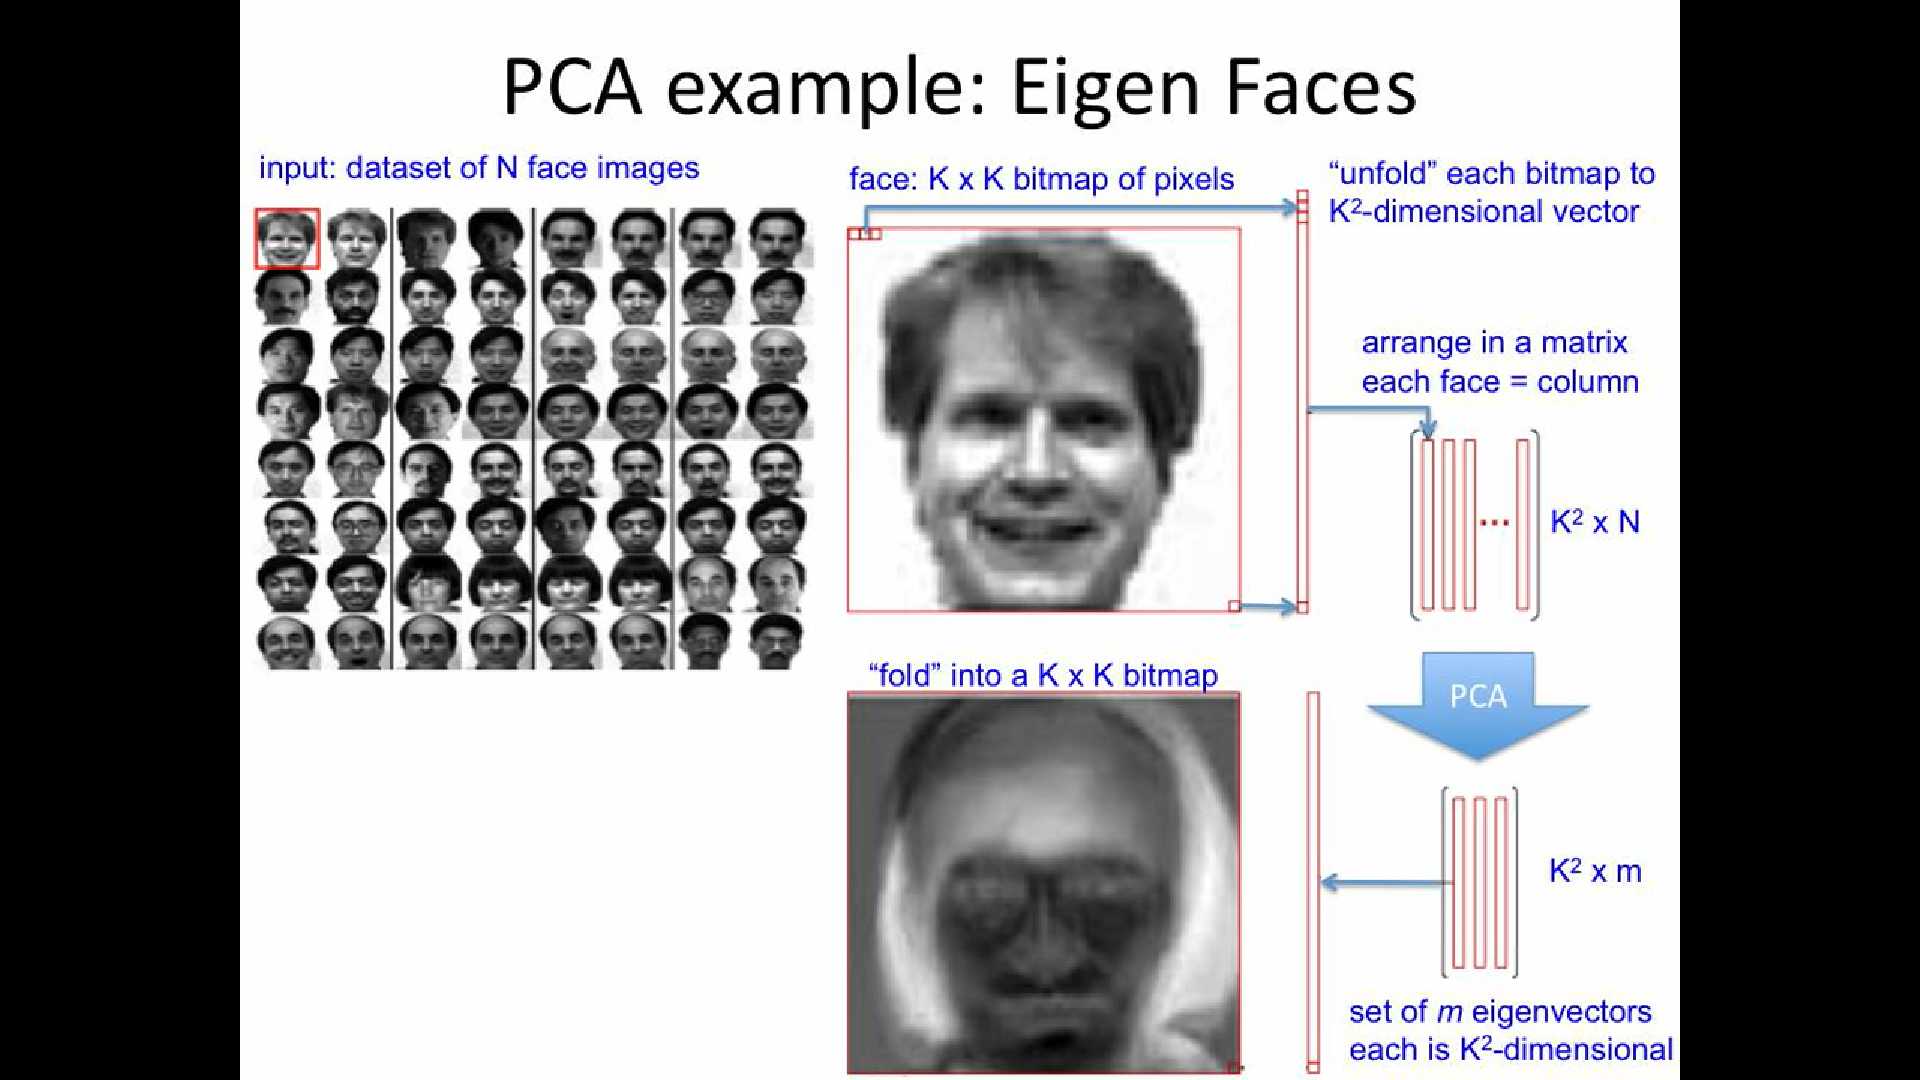 PCA example: Eigen Faces
input: dataset of N face images
face: K x K bitmap of pixels
“unfold” each bitmap to
K²-dimensional vector
arrange in a matrix
each face = column
...
K² x N
PCA
“fold” into a K x K bitmap
K² x m
set of m eigenvectors
each is K²-dimensional